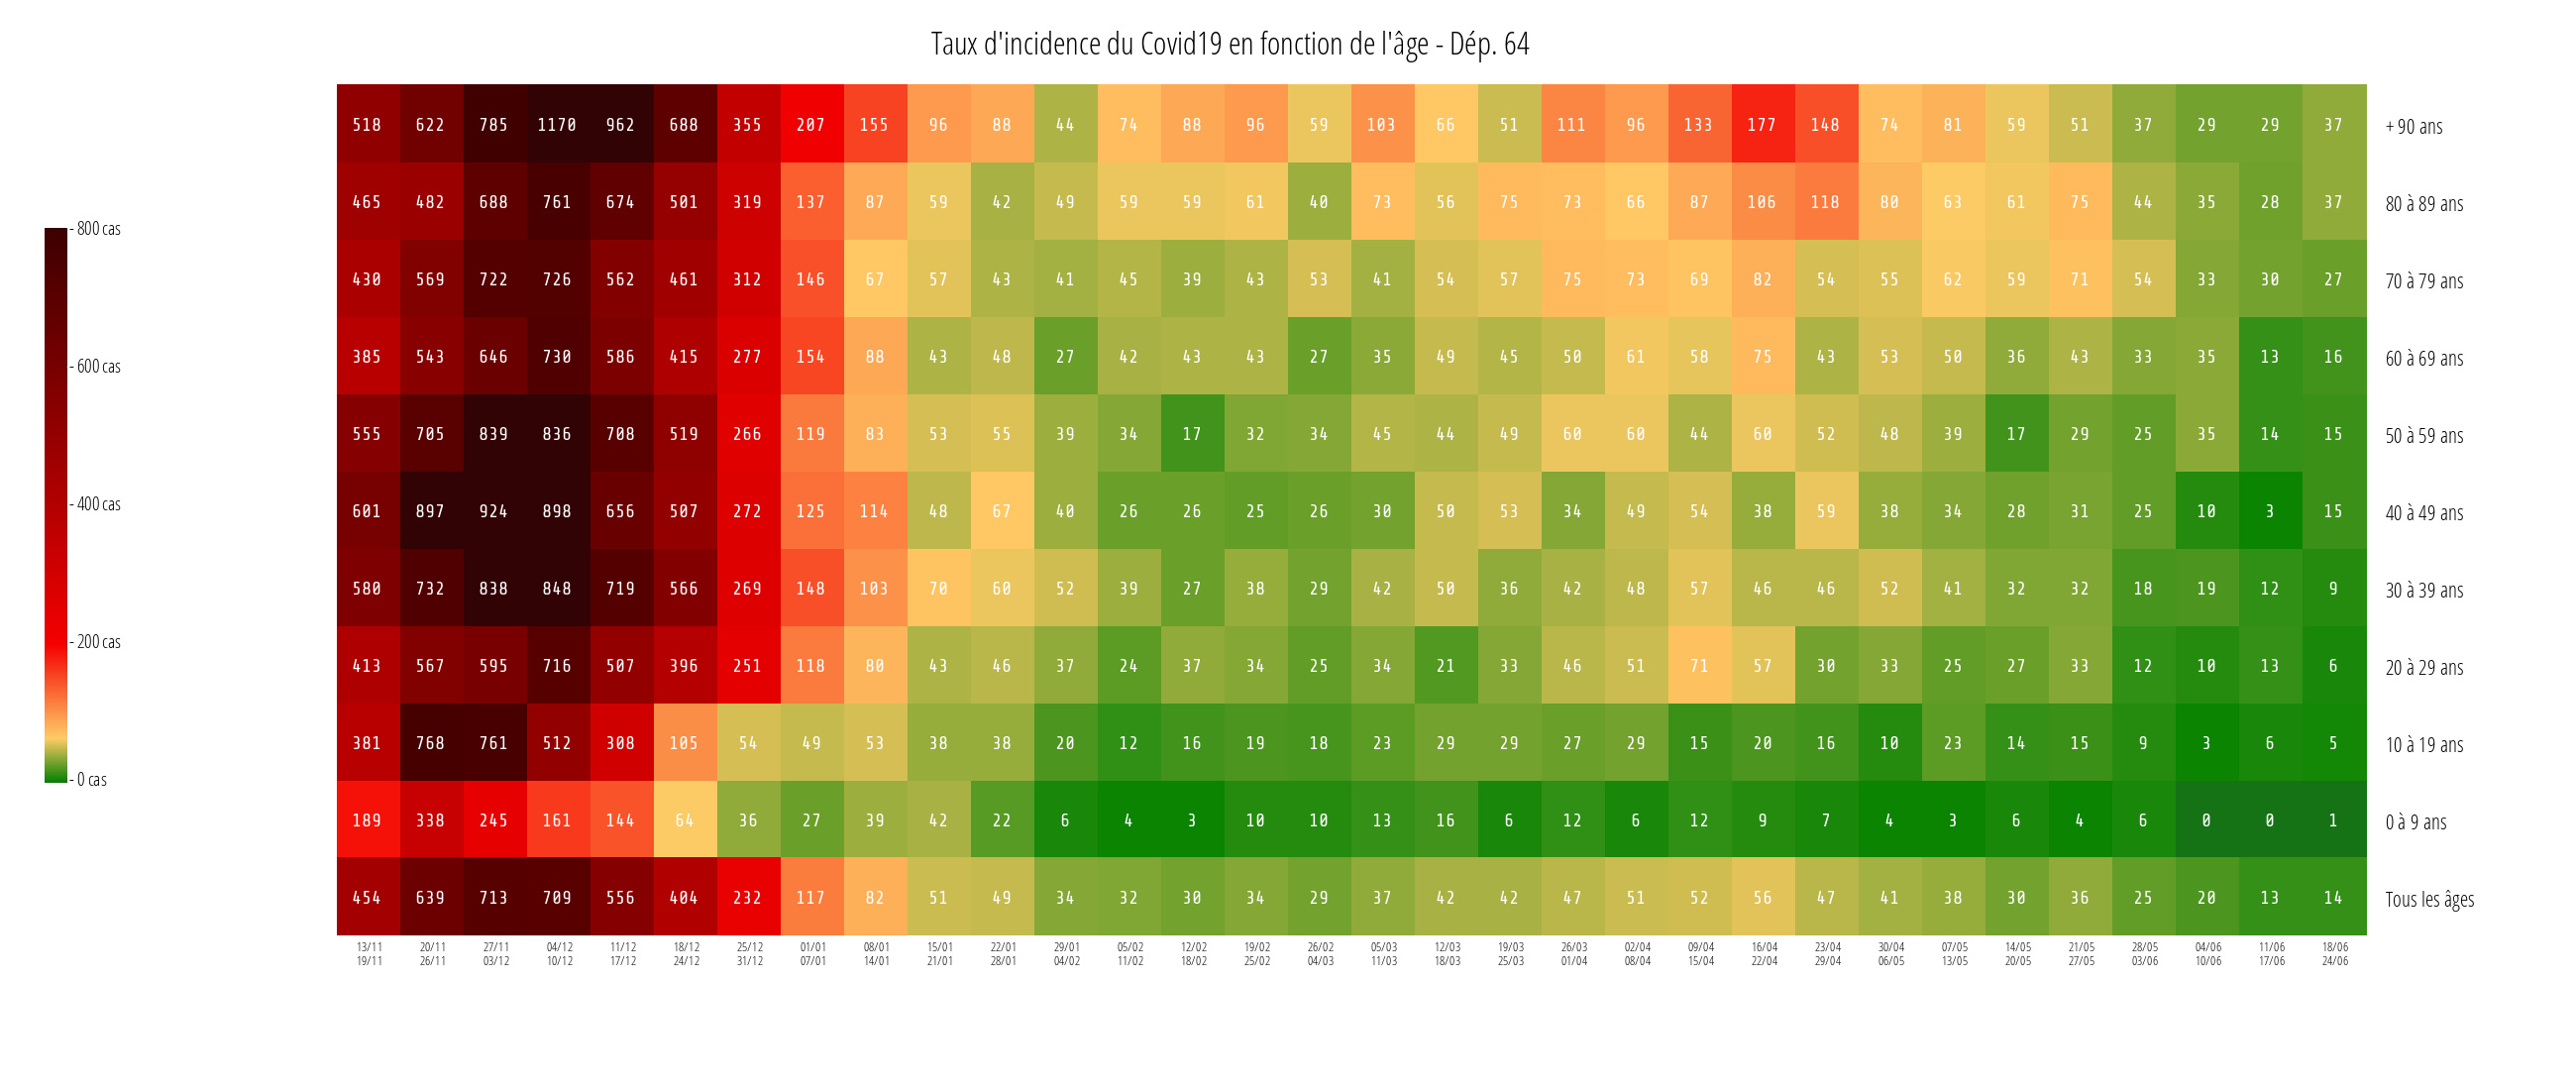 Taux d'incidence du Covid19 en fonction de l'âge - Dép. 64
518 622 785 1170 962 688 355 207 155 96 88 44 74 88 96 59 103 66 51 111 96 133 177 148 74 81 59 51 37 29 29 37 + 90 ans
465 482 688 761 674 501 319 137 87 59 42 49 59 59 61 40 73 56 75 73 66 87 106 118 80 63 61 75 44 35 28 37 80 à 89 ans
430 569 722 726 562 461 312 146 67 57 43 41 45 39 43 53 41 54 57 75 73 69 82 54 55 62 59 71 54 33 30 27 70 à 79 ans
385 543 646 730 586 415 277 154 88 43 48 27 42 43 43 27 35 49 45 50 61 58 75 43 53 50 36 43 33 35 13 16 60 à 69 ans
555 705 839 836 708 519 266 119 83 53 55 39 34 17 32 34 45 44 49 60 60 44 60 52 48 39 17 29 25 35 14 15 50 à 59 ans
601 897 924 898 656 507 272 125 114 48 67 40 26 26 25 26 30 50 53 34 49 54 38 59 38 34 28 31 25 10 3 15 40 à 49 ans
580 732 838 848 719 566 269 148 103 70 60 52 39 27 38 29 42 50 36 42 48 57 46 46 52 41 32 32 18 19 12 9 30 à 39 ans
413 567 595 716 507 396 251 118 80 43 46 37 24 37 34 25 34 21 33 46 51 71 57 30 33 25 27 33 12 10 13 6 20 à 29 ans
381 768 761 512 308 105 54 49 53 38 38 20 12 16 19 18 23 29 29 27 29 15 20 16 10 23 14 15 9 3 6 5 10 à 19 ans
189 338 245 161 144 64 36 27 39 42 22 6 4 3 10 10 13 16 6 12 6 12 9 7 4 3 6 4 6 0 0 1 0 à 9 ans
454 639 713 709 556 404 232 117 82 51 49 34 32 30 34 29 37 42 42 47 51 52 56 47 41 38 30 36 25 20 13 14 Tous les âges
13/11 20/11 27/11 04/12 11/12 18/12 25/12 01/01 08/01 15/01 22/01 29/01 05/02 12/02 19/02 26/02 05/03 12/03 19/03 26/03 02/04 09/04 16/04 23/04 30/04 07/05 14/05 21/05 28/05 04/06 11/06 18/06
19/11 26/11 03/12 10/12 17/12 24/12 31/12 07/01 14/01 21/01 28/01 04/02 11/02 18/02 25/02 04/03 11/03 18/03 25/03 01/04 08/04 15/04 22/04 29/04 06/05 13/05 20/05 27/05 03/06 10/06 17/06 24/06
- 800 cas
- 600 cas
- 400 cas
- 200 cas
- 0 cas